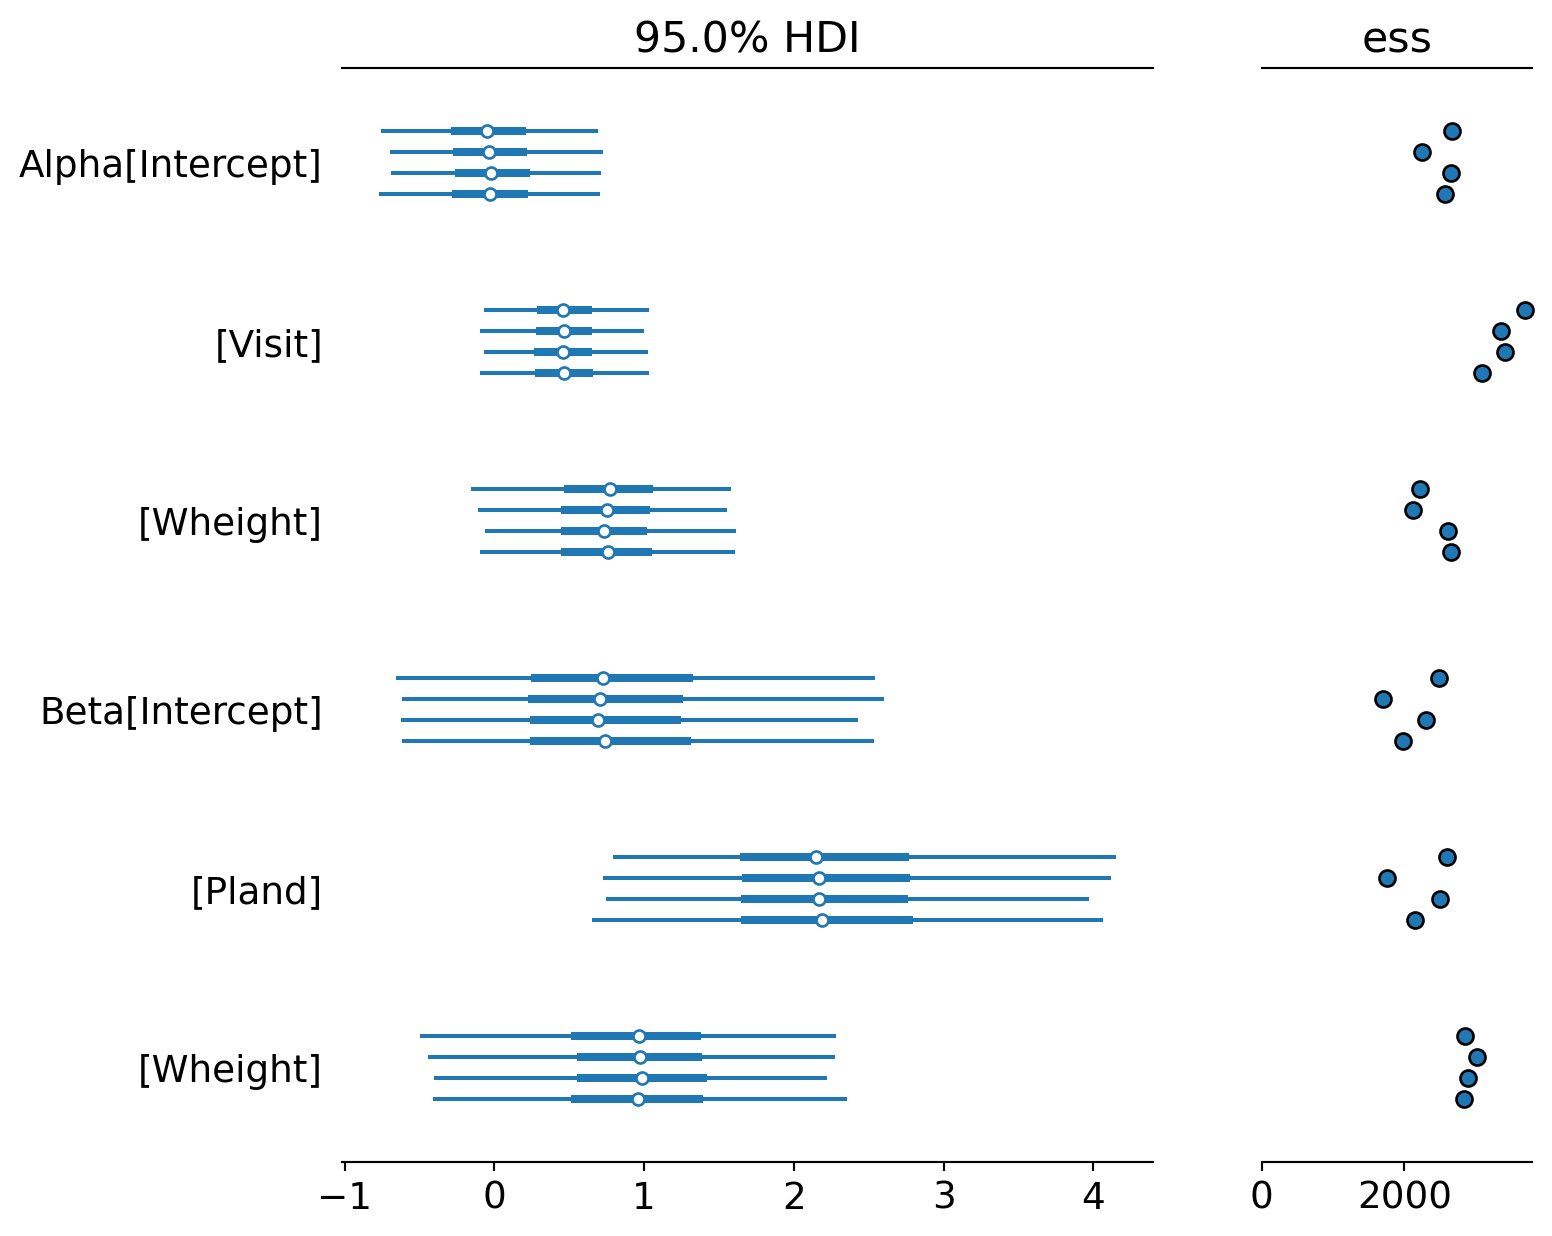 95.0% HDI
ess
Alpha[Intercept]
[Visit]
[Wheight]
Beta[Intercept]
[Pland]
[Wheight]
−1 0 1 2 3 4
0 2000